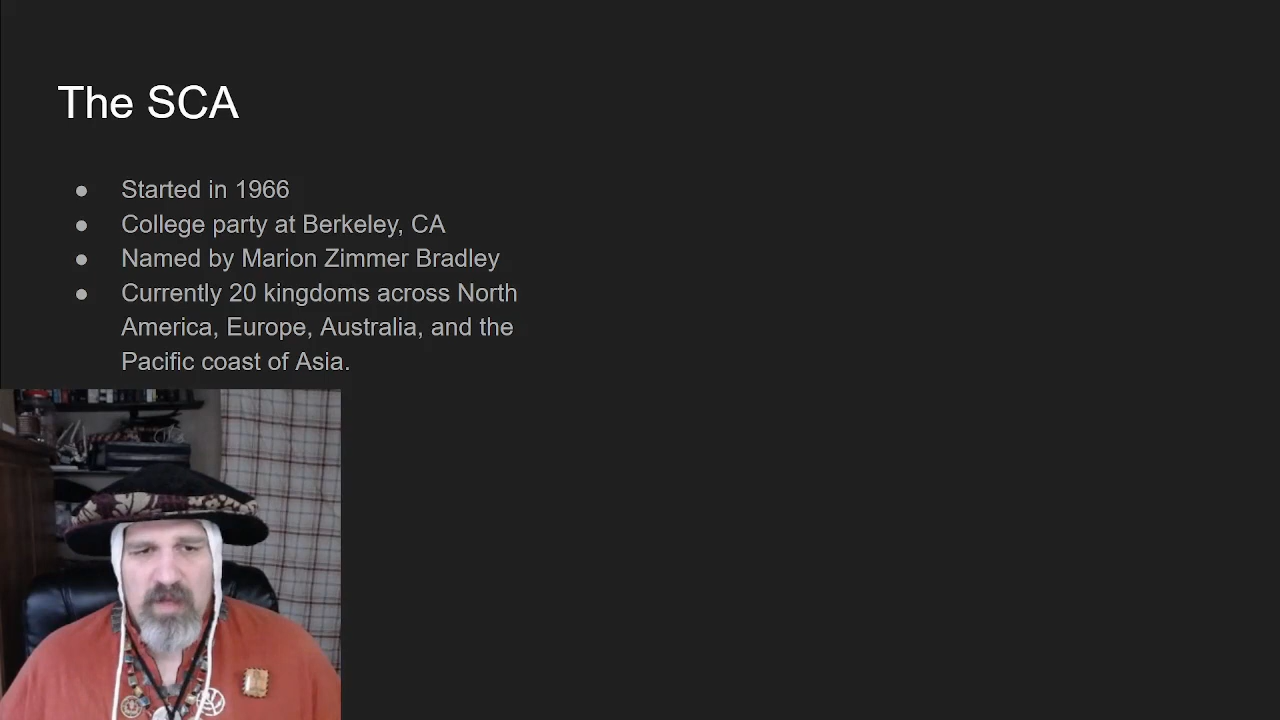 The SCA
● Started in 1966
● College party at Berkeley, CA
● Named by Marion Zimmer Bradley
● Currently 20 kingdoms across North
America, Europe, Australia, and the
Pacific coast of Asia.